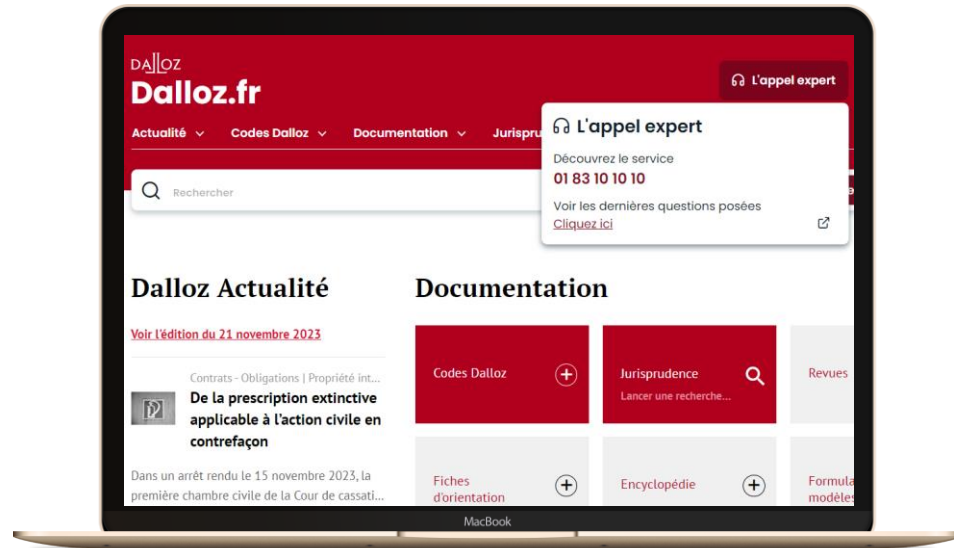 DALLOZ
Dalloz.fr
L'appel expert
Actualité
Codes Dalloz
Documentation
Jurispru
L'appel expert
Découvrez le service
01 83 10 10 10
Voir les dernières questions posées
Cliquez ici
Rechercher
Dalloz Actualité
Voir l'édition du 21 novembre 2023
Contrats - Obligations | Propriété int...
De la prescription extinctive
applicable à l'action civile en
contrefaçon
Dans un arrêt rendu le 15 novembre 2023, la
première chambre civile de la Cour de cassati...
Documentation
Codes Dalloz
Jurisprudence
Lancer une recherche...
Revues
Fiches
d'orientation
Encyclopédie
Formula
modèles
MacBook